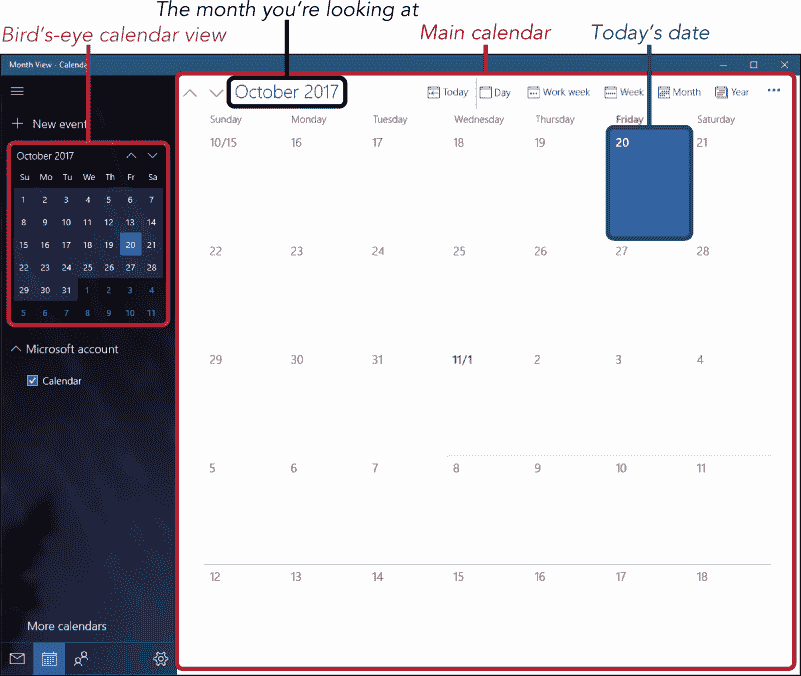 The month you're looking at
Bird's-eye calendar view
Main calendar
Today's date
Month View - Calendar
October 2017
Today Day Work week Week Month Year
+ New event
Sunday Monday Tuesday Wednesday Thursday Friday Saturday
October 2017
Su Mo Tu We Th Fr Sa
1 2 3 4 5 6 7
8 9 10 11 12 13 14
15 16 17 18 19 20 21
22 23 24 25 26 27 28
29 30 31 1 2 3 4
5 6 7 8 9 10 11
Microsoft account
Calendar
More calendars
10/15 16 17 18 19 20 21
22 23 24 25 26 27 28
29 30 31 11/1 2 3 4
5 6 7 8 9 10 11
12 13 14 15 16 17 18